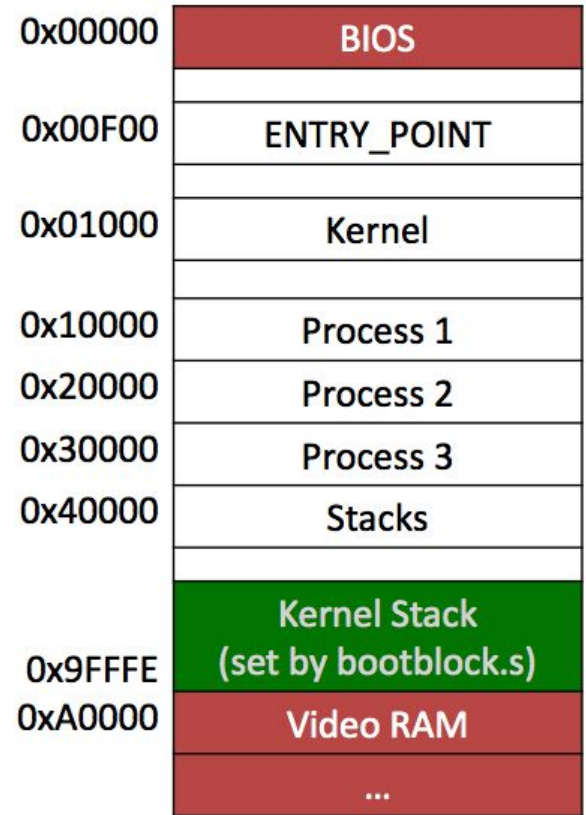 0x00000 BIOS
0x00F00 ENTRY_POINT
0x01000 Kernel
0x10000 Process 1
0x20000 Process 2
0x30000 Process 3
0x40000 Stacks
Kernel Stack
0x9FFFE (set by bootblock.s)
0xA0000 Video RAM
...